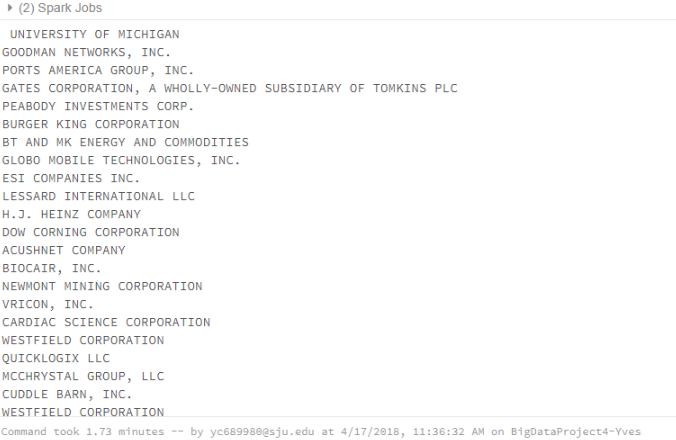 (2) Spark Jobs
UNIVERSITY OF MICHIGAN
GOODMAN NETWORKS, INC.
PORTS AMERICA GROUP, INC.
GATES CORPORATION, A WHOLLY-OWNED SUBSIDIARY OF TOMKINS PLC
PEABODY INVESTMENTS CORP.
BURGER KING CORPORATION
BT AND MK ENERGY AND COMMODITIES
GLOBO MOBILE TECHNOLOGIES, INC.
ESI COMPANIES INC.
LESSARD INTERNATIONAL LLC
H.J. HEINZ COMPANY
DOW CORNING CORPORATION
ACUSHNET COMPANY
BIOCAIR, INC.
NEWMONT MINING CORPORATION
VRICON, INC.
CARDIAC SCIENCE CORPORATION
WESTFIELD CORPORATION
QUICKLOGIX LLC
MCCHRYSTAL GROUP, LLC
CUDDLE BARN, INC.
WESTFIELD CORPORATION
Command took 1.73 minutes -- by yc689980@sju.edu at 4/17/2018, 11:36:32 AM on BigDataProject4-Yves